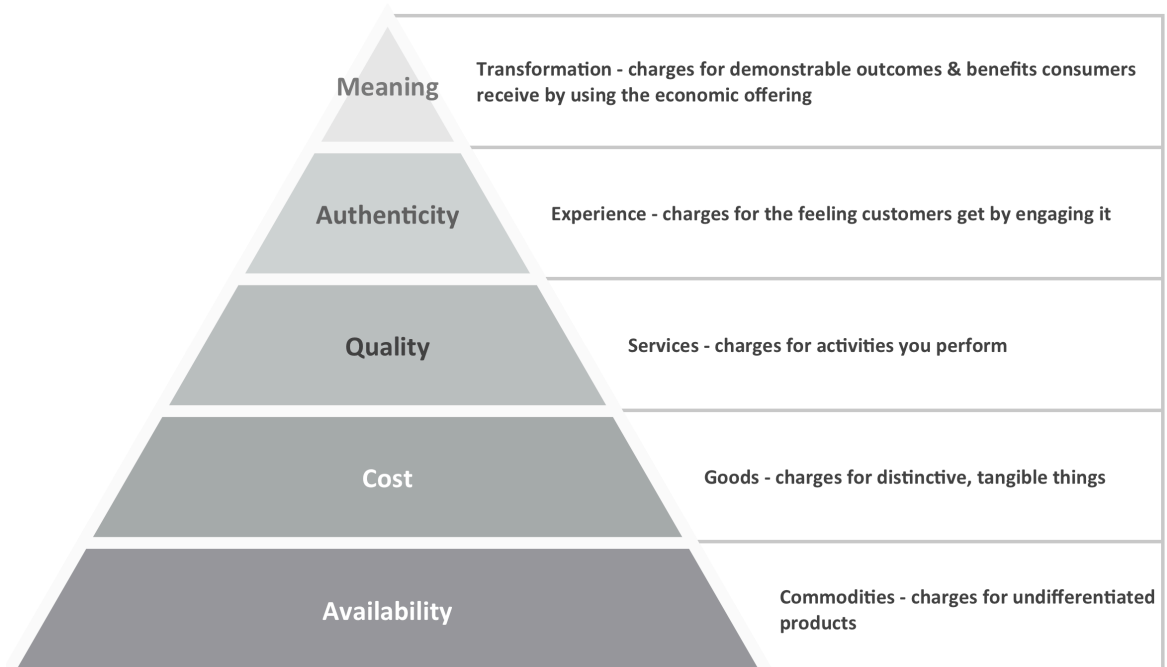 Meaning
Transformation - charges for demonstrable outcomes & benefits consumers
receive by using the economic offering
Authenticity
Experience - charges for the feeling customers get by engaging it
Quality
Services - charges for activities you perform
Cost
Goods - charges for distinctive, tangible things
Availability
Commodities - charges for undifferentiated
products